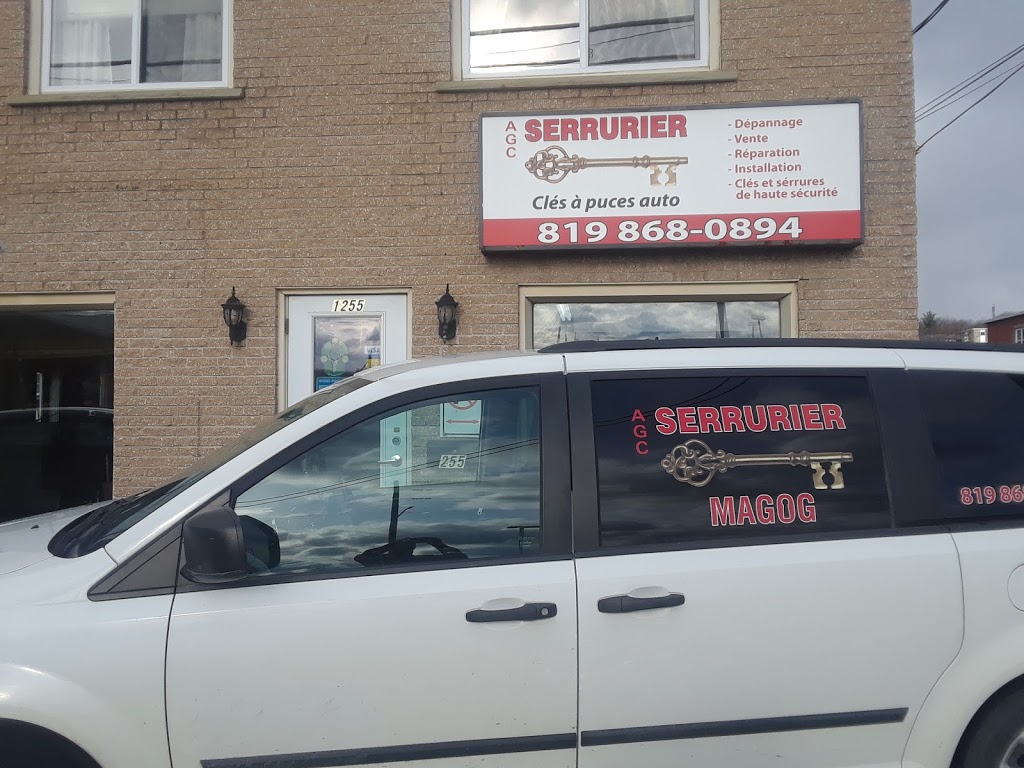 AGC
SERRURIER
Clés à puces auto
- Dépannage
- Vente
- Réparation
- Installation
- Clés et sérrures
de haute sécurité
819 868-0894
1255
255
AGC
SERRURIER
MAGOG
819 86